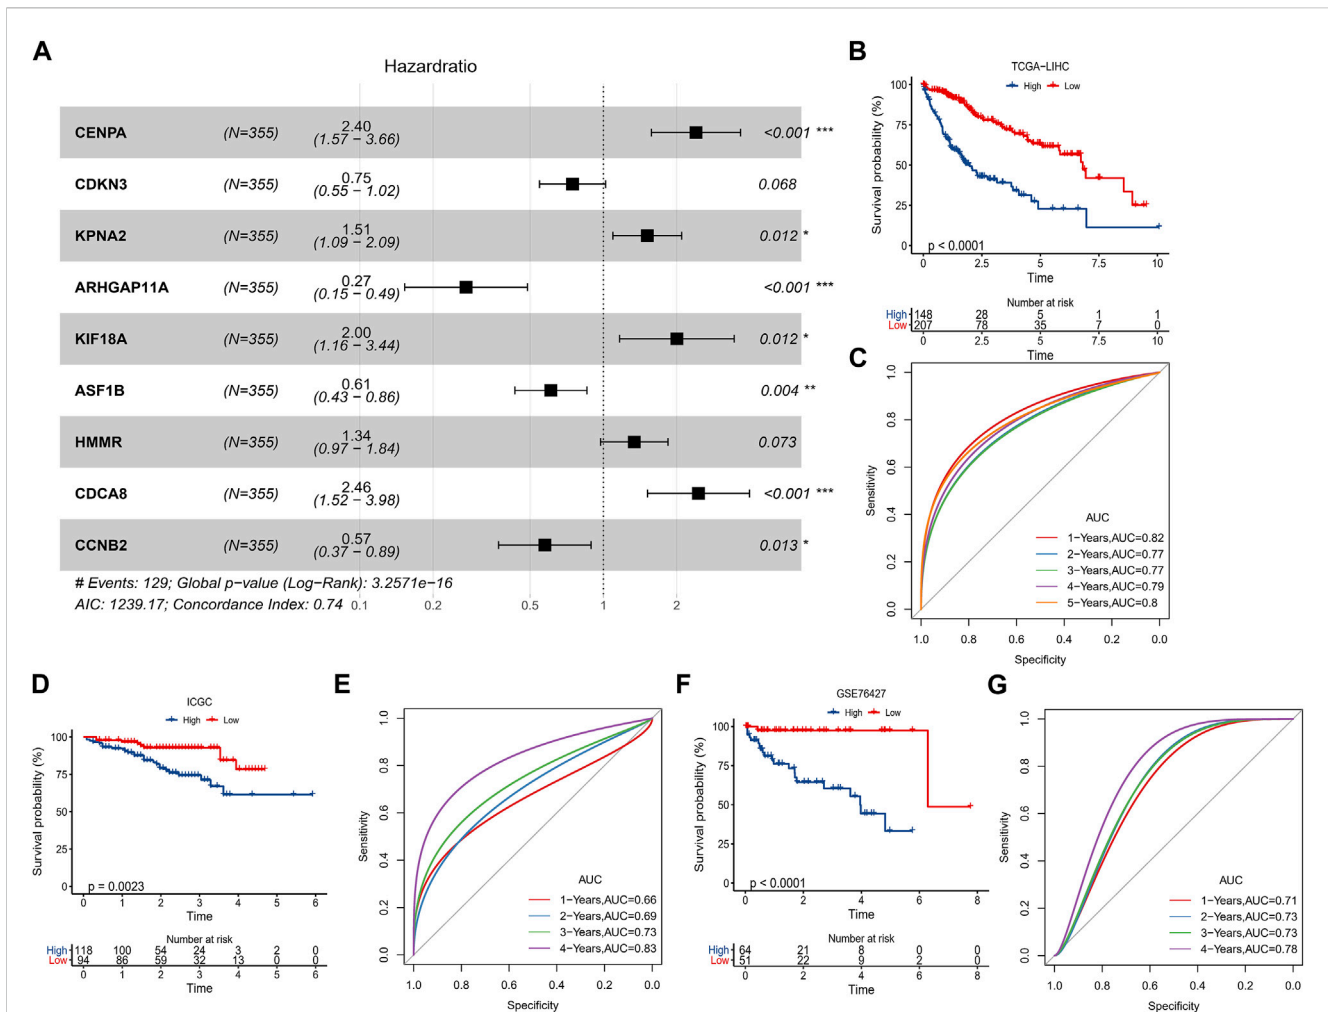 A
Hazardratio
CENPA (N=355) 2.40 (1.57 − 3.66) <0.001 ***
CDKN3 (N=355) 0.75 (0.55 − 1.02) 0.068
KPNA2 (N=355) 1.51 (1.09 − 2.09) 0.012 *
ARHGAP11A (N=355) 0.27 (0.15 − 0.49) <0.001 ***
KIF18A (N=355) 2.00 (1.16 − 3.44) 0.012 *
ASF1B (N=355) 0.61 (0.43 − 0.86) 0.004 **
HMMR (N=355) 1.34 (0.97 − 1.84) 0.073
CDCA8 (N=355) 2.46 (1.52 − 3.98) <0.001 ***
CCNB2 (N=355) 0.57 (0.37 − 0.89) 0.013 *
# Events: 129; Global p−value (Log−Rank): 3.2571e−16
AIC: 1239.17; Concordance Index: 0.74
0.1 0.2 0.5 1 2
B
TCGA−LIHC
High Low
Survival probability (%)
100
75
50
25
0
p < 0.0001
0 2.5 5 7.5 10
Time
Number at risk
High 148 28 5 1 1
Low 207 78 35 7 0
0 2.5 5 7.5 10
Time
C
Sensitivity
1.0
0.8
0.6
0.4
0.2
0.0
AUC
1−Years,AUC=0.82
2−Years,AUC=0.77
3−Years,AUC=0.77
4−Years,AUC=0.79
5−Years,AUC=0.8
1.0 0.8 0.6 0.4 0.2 0.0
Specificity
D
ICGC
High Low
Survival probability (%)
100
75
50
25
0
p = 0.0023
0 1 2 3 4 5 6
Time
Number at risk
High 118 100 54 24 3 2 0
Low 94 86 59 32 13 0 0
0 1 2 3 4 5 6
Time
E
Sensitivity
1.0
0.8
0.6
0.4
0.2
0.0
AUC
1−Years,AUC=0.66
2−Years,AUC=0.69
3−Years,AUC=0.73
4−Years,AUC=0.83
1.0 0.8 0.6 0.4 0.2 0.0
Specificity
F
GSE76427
High Low
Survival probability (%)
100
75
50
25
0
p < 0.0001
0 2 4 6 8
Time
Number at risk
High 64 21 8 0 0
Low 51 22 9 2 0
0 2 4 6 8
Time
G
Sensitivity
1.0
0.8
0.6
0.4
0.2
0.0
AUC
1−Years,AUC=0.71
2−Years,AUC=0.73
3−Years,AUC=0.73
4−Years,AUC=0.78
1.0 0.8 0.6 0.4 0.2 0.0
Specificity